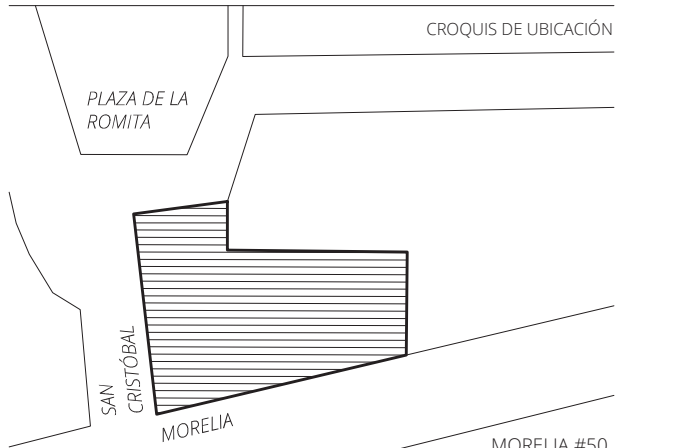 CROQUIS DE UBICACIÓN
PLAZA DE LA
ROMITA
SAN
CRISTÓBAL
MORELIA
MORELIA #50